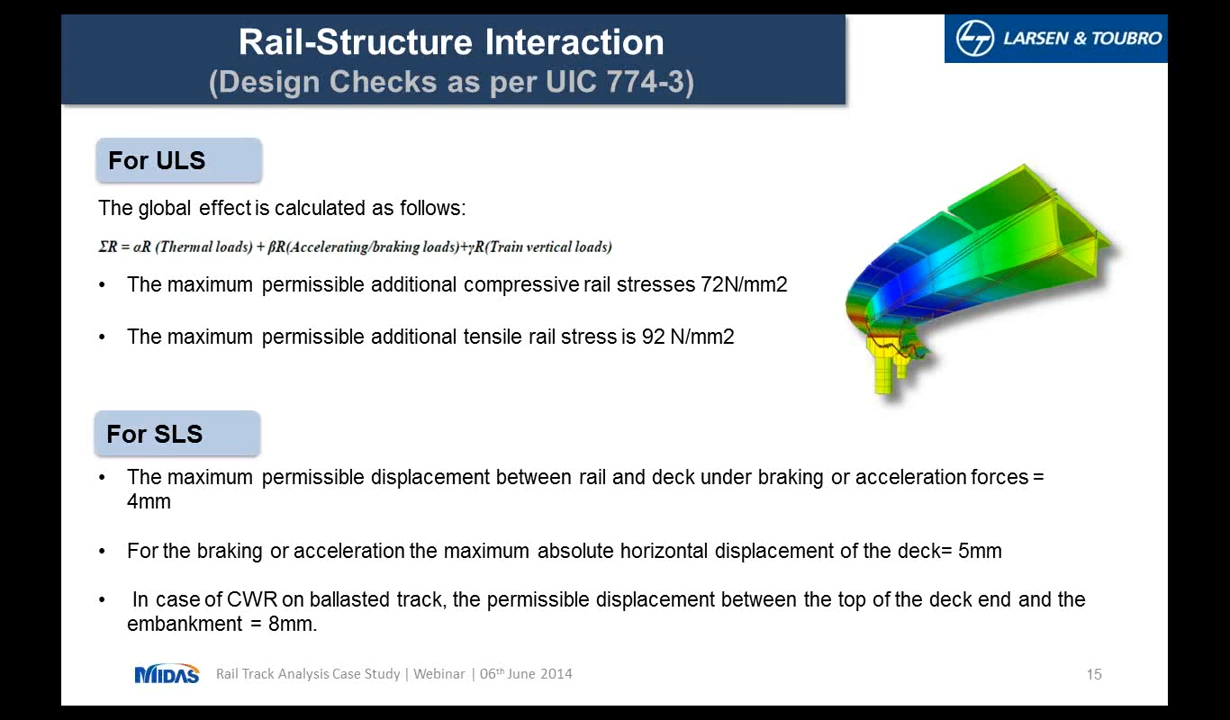 Rail-Structure Interaction
(Design Checks as per UIC 774-3)
LARSEN & TOUBRO
For ULS
The global effect is calculated as follows:
ΣR = αR (Thermal loads) + βR(Accelerating/braking loads)+γR(Train vertical loads)
• The maximum permissible additional compressive rail stresses 72N/mm2
• The maximum permissible additional tensile rail stress is 92 N/mm2
For SLS
• The maximum permissible displacement between rail and deck under braking or acceleration forces =
4mm
• For the braking or acceleration the maximum absolute horizontal displacement of the deck= 5mm
• In case of CWR on ballasted track, the permissible displacement between the top of the deck end and the
embankment = 8mm.
MIDAS Rail Track Analysis Case Study | Webinar | 06th June 2014
15